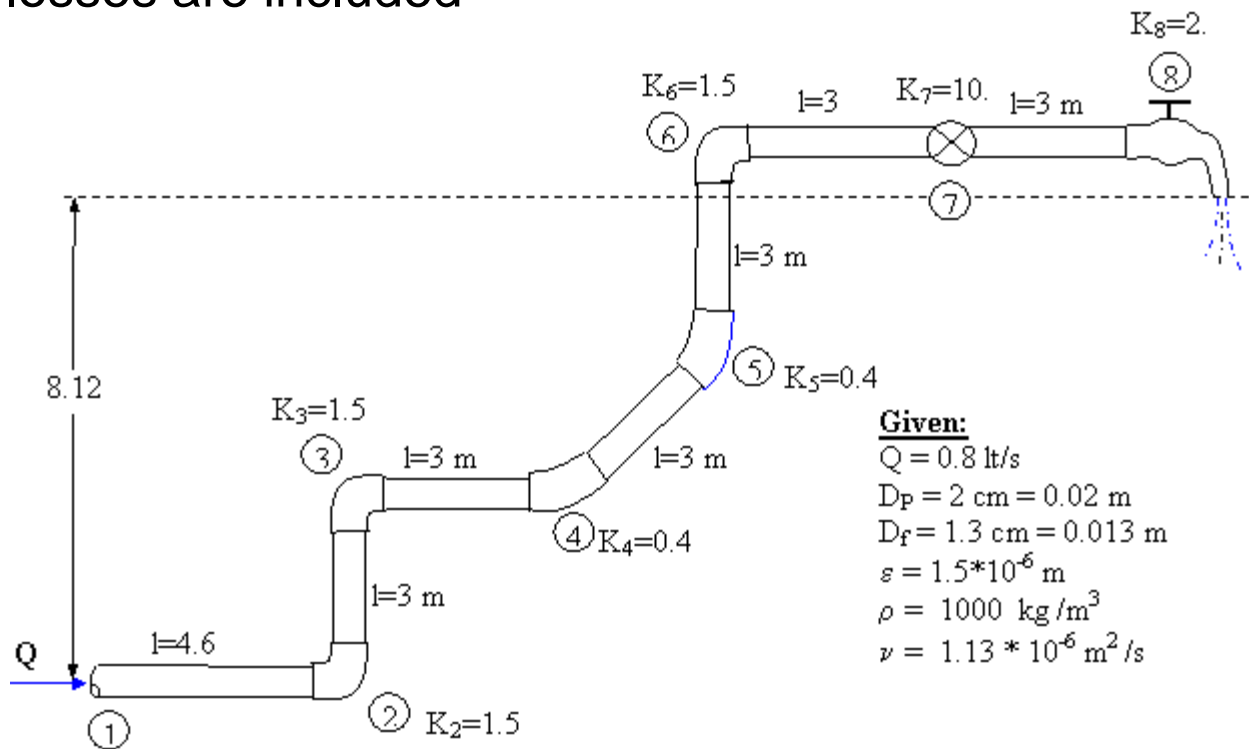 losses are included
K₈=2.
8
K₆=1.5
l=3
K₇=10.
l=3 m
6
7
l=3 m
8.12
5
K₅=0.4
K₃=1.5
3
l=3 m
l=3 m
4
K₄=0.4
l=3 m
l=4.6
Q
1
2
K₂=1.5
Given:
Q = 0.8 lt/s
Dₚ = 2 cm = 0.02 m
D_f = 1.3 cm = 0.013 m
ε = 1.5*10⁻⁶ m
ρ = 1000 kg/m³
ν = 1.13 * 10⁻⁶ m²/s